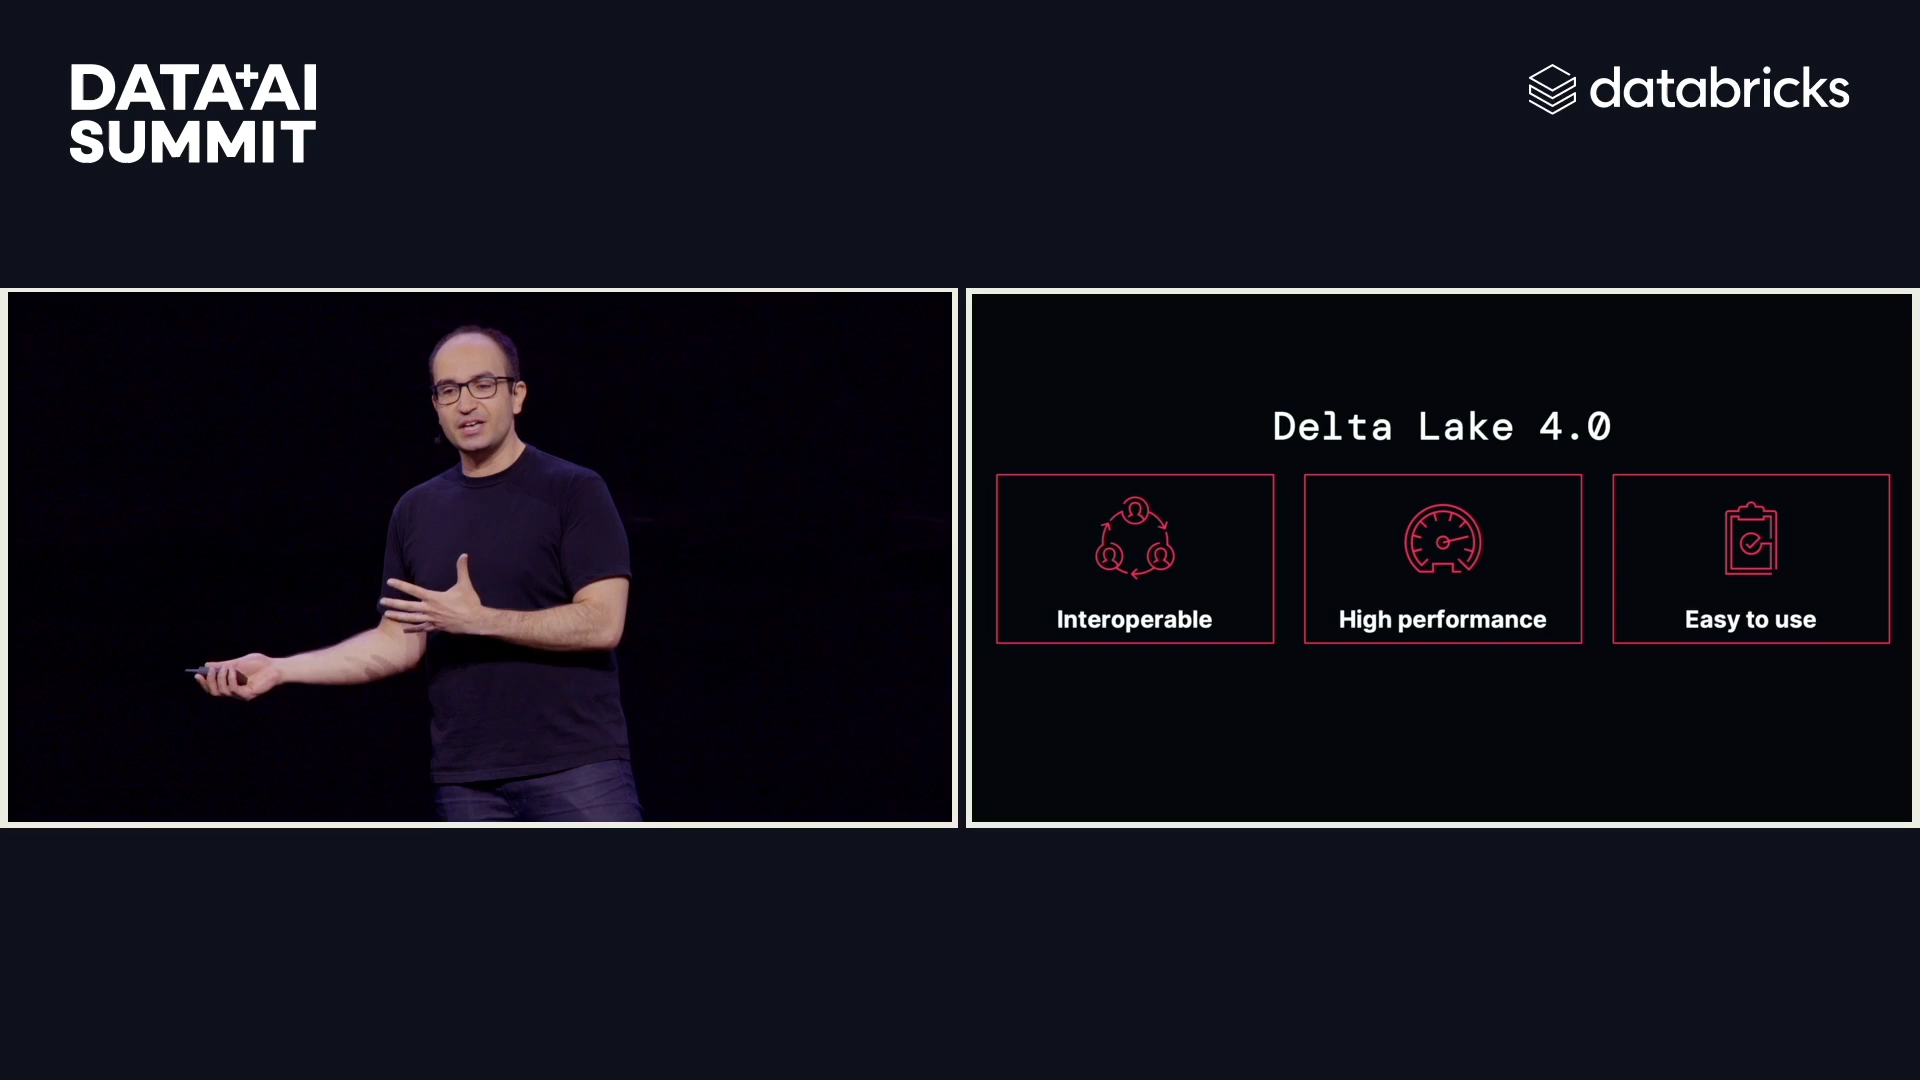 DATA+AI
SUMMIT
databricks
Delta Lake 4.0
Interoperable
High performance
Easy to use